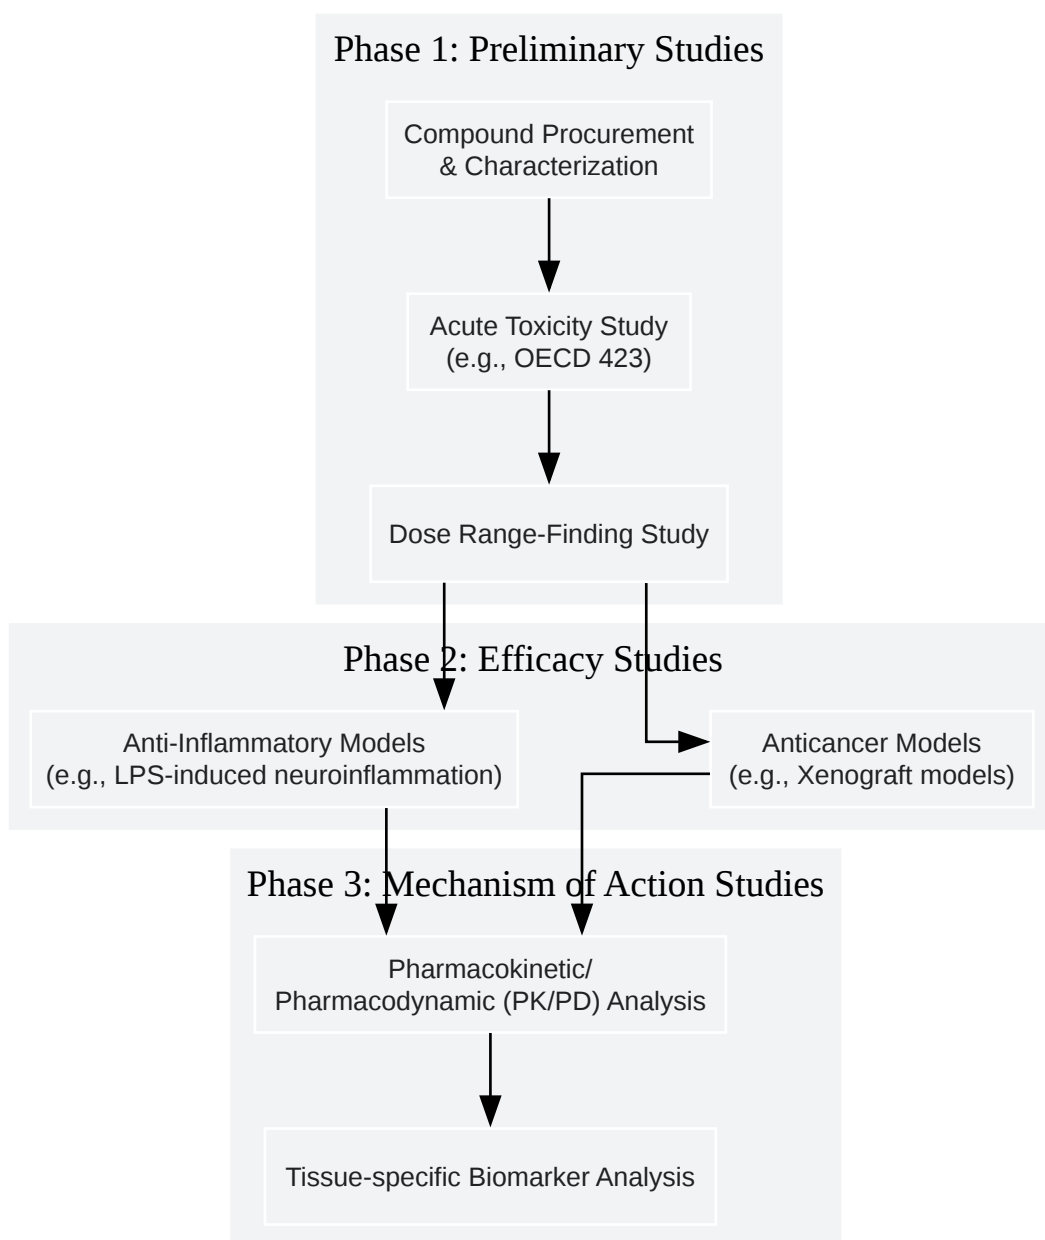 Phase 1: Preliminary Studies
Compound Procurement
& Characterization
Acute Toxicity Study
(e.g., OECD 423)
Dose Range-Finding Study
Phase 2: Efficacy Studies
Anti-Inflammatory Models
(e.g., LPS-induced neuroinflammation)
Anticancer Models
(e.g., Xenograft models)
Phase 3: Mechanism of Action Studies
Pharmacokinetic/
Pharmacodynamic (PK/PD) Analysis
Tissue-specific Biomarker Analysis